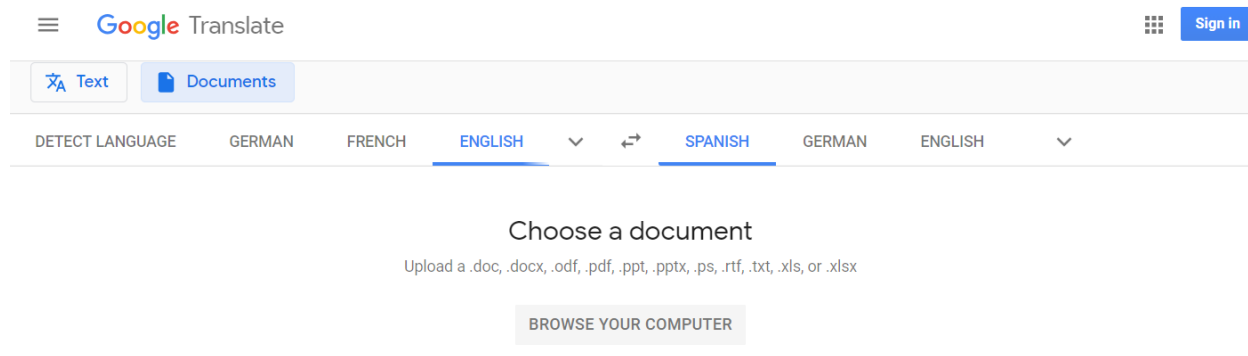 Google Translate Sign in
Text Documents
DETECT LANGUAGE GERMAN FRENCH ENGLISH SPANISH GERMAN ENGLISH
Choose a document
Upload a .doc, .docx, .odf, .pdf, .ppt, .pptx, .ps, .rtf, .txt, .xls, or .xlsx
BROWSE YOUR COMPUTER